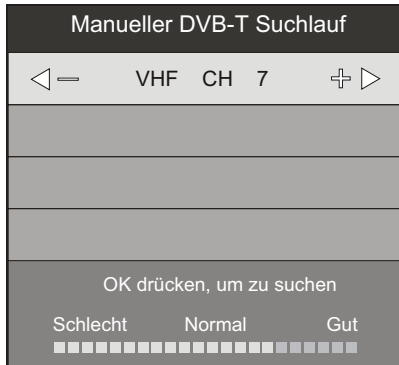 Manueller DVB-T Suchlauf
VHF CH 7
OK drücken, um zu suchen
Schlecht Normal Gut